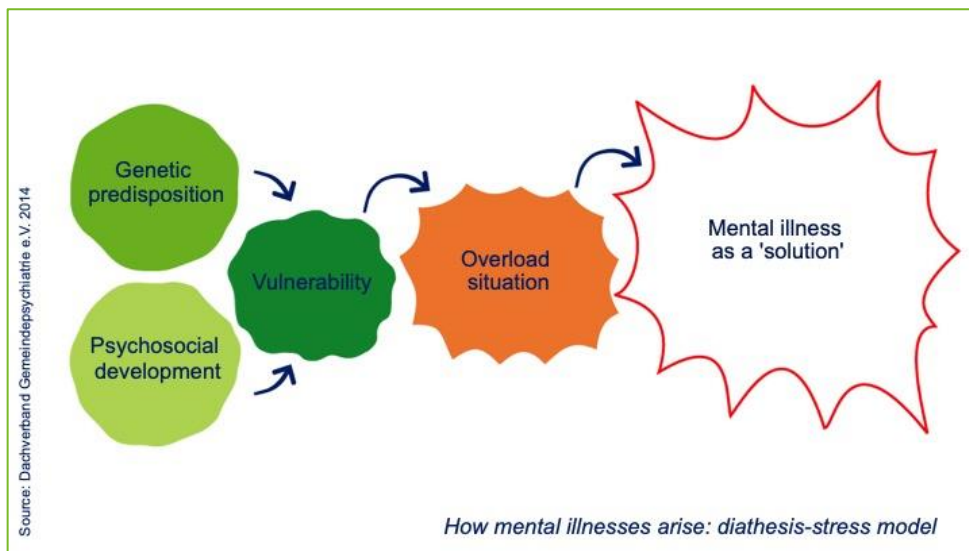 Source: Dachverband Gemeindepsychiatrie e.V. 2014
Genetic
predisposition
Psychosocial
development
Vulnerability
Overload
situation
Mental illness
as a 'solution'
How mental illnesses arise: diathesis-stress model